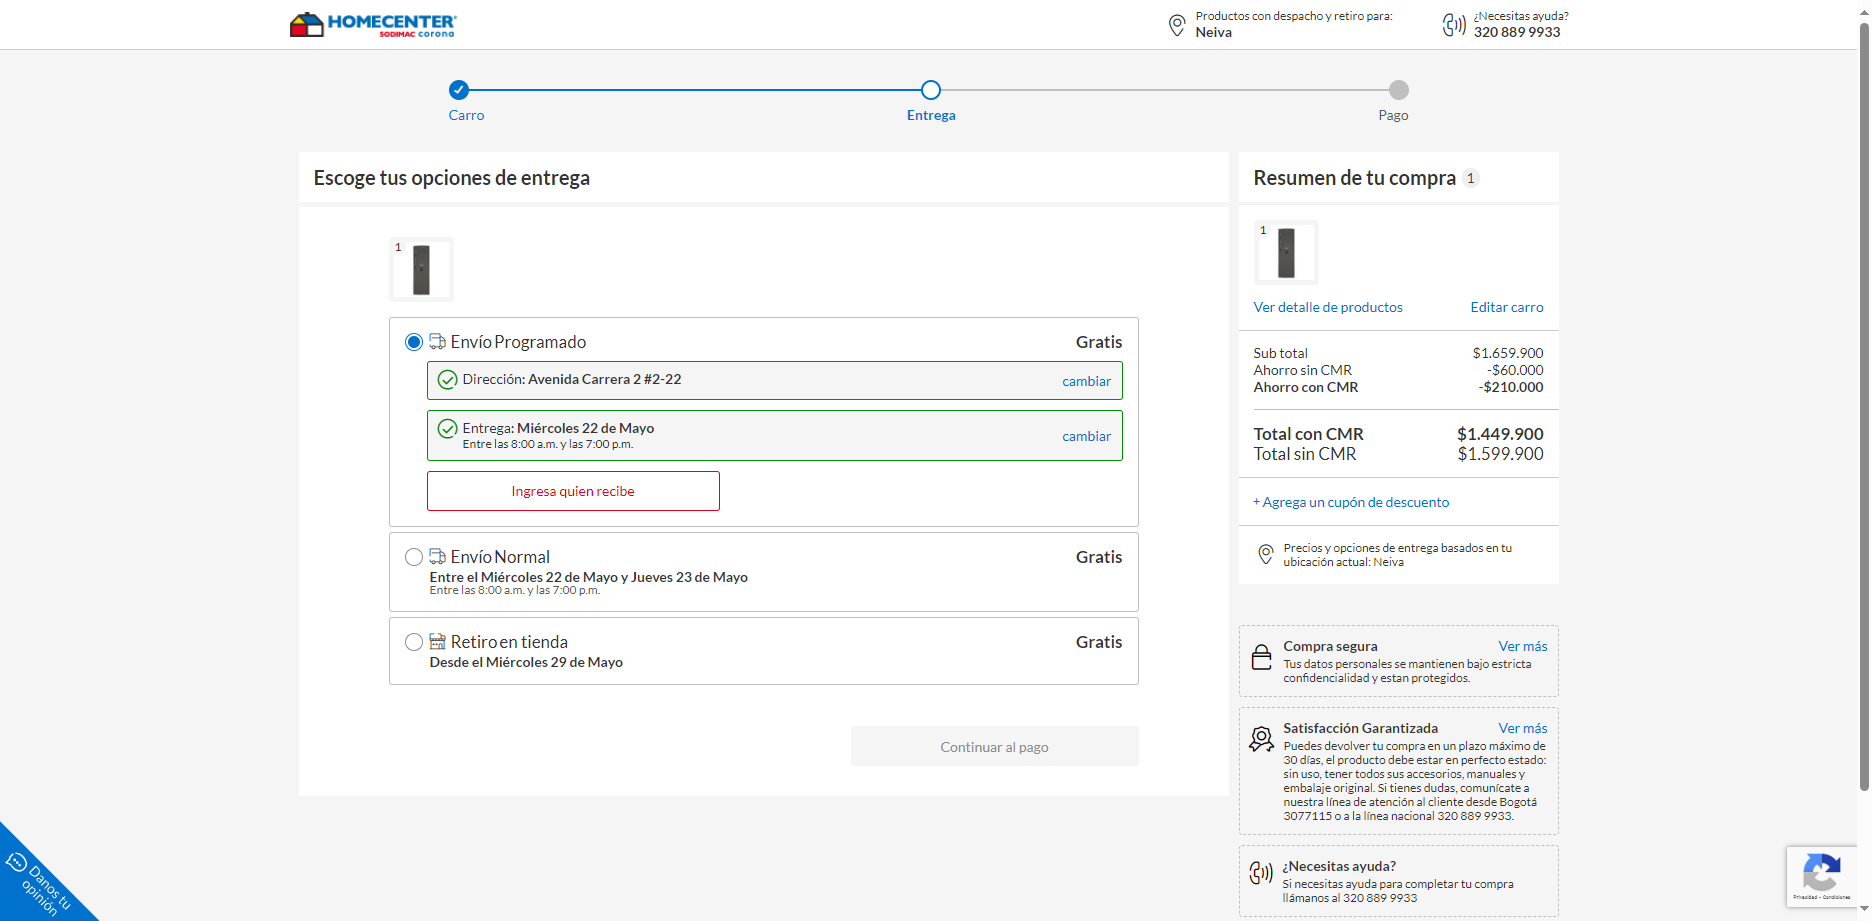 HOMECENTER
SODIMAC corona
Productos con despacho y retiro para:
Neiva
¿Necesitas ayuda?
320 889 9933
Carro
Entrega
Pago
Escoge tus opciones de entrega
1
Envío Programado
Gratis
Dirección: Avenida Carrera 2 #2-22
cambiar
Entrega: Miércoles 22 de Mayo
Entre las 8:00 a.m. y las 7:00 p.m.
cambiar
Ingresa quien recibe
Envío Normal
Gratis
Entre el Miércoles 22 de Mayo y Jueves 23 de Mayo
Entre las 8:00 a.m. y las 7:00 p.m.
Retiro en tienda
Gratis
Desde el Miércoles 29 de Mayo
Continuar al pago
Resumen de tu compra 1
1
Ver detalle de productos
Editar carro
Sub total $1.659.900
Ahorro sin CMR -$60.000
Ahorro con CMR -$210.000
Total con CMR $1.449.900
Total sin CMR $1.599.900
+ Agrega un cupón de descuento
Precios y opciones de entrega basados en tu
ubicación actual: Neiva
Compra segura Ver más
Tus datos personales se mantienen bajo estricta
confidencialidad y estan protegidos.
Satisfacción Garantizada Ver más
Puedes devolver tu compra en un plazo máximo de
30 días, el producto debe estar en perfecto estado:
sin uso, tener todos sus accesorios, manuales y
embalaje original. Si tienes dudas, comunícate a
nuestra línea de atención al cliente desde Bogotá
3077115 o a la línea nacional 320 889 9933.
¿Necesitas ayuda?
Si necesitas ayuda para completar tu compra
llámanos al 320 889 9933
Danos tu
opinión
Privacidad - Condiciones